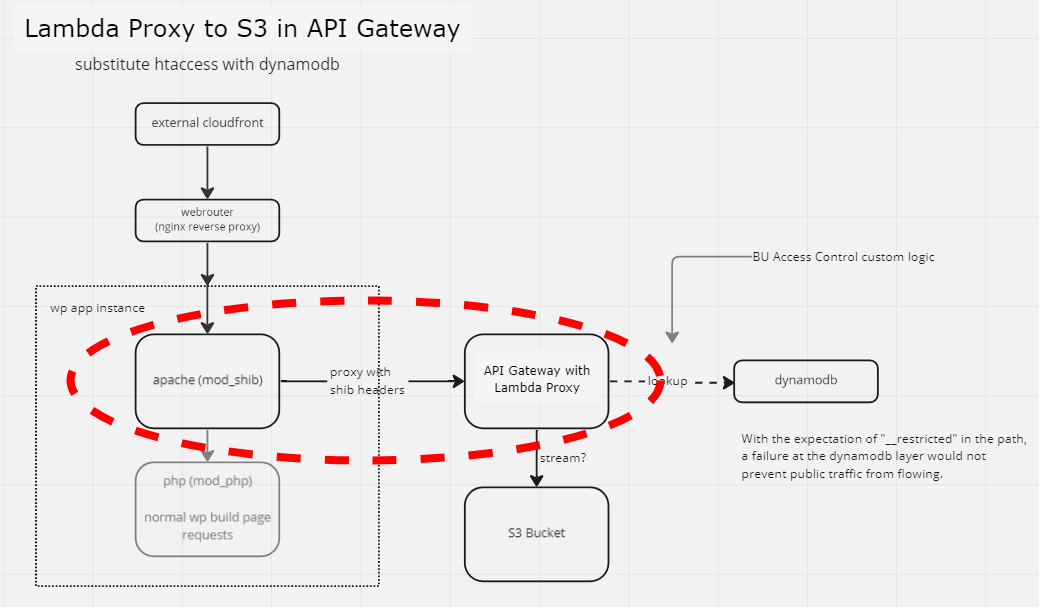 Lambda Proxy to S3 in API Gateway
substitute htaccess with dynamodb
external cloudfront
webrouter
(nginx reverse proxy)
BU Access Control custom logic
wp app instance
apache (mod_shib)
proxy with
shib headers
API Gateway with
Lambda Proxy
lookup
dynamodb
With the expectation of "__restricted" in the path,
a failure at the dynamodb layer would not
prevent public traffic from flowing.
stream?
php (mod_php)
normal wp build page
requests
S3 Bucket